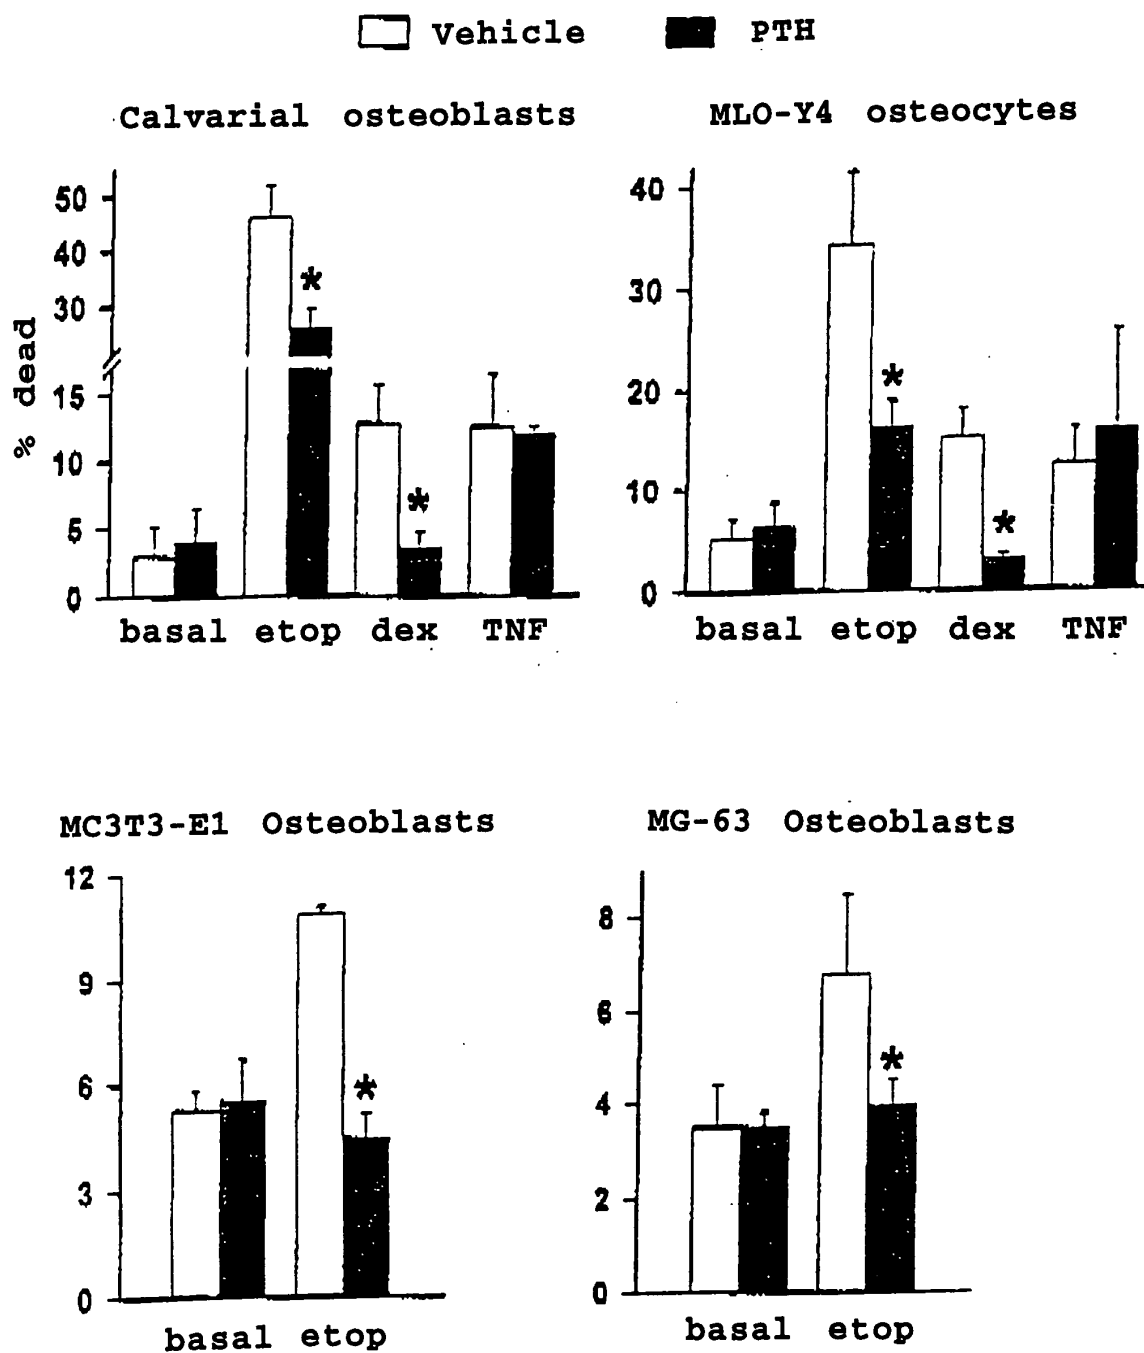 Vehicle PTH
Calvarial osteoblasts
MLO-Y4 osteocytes
% dead
50
40
30
15
10
5
0
*
*
basal etop dex TNF
40
30
20
10
0
*
*
basal etop dex TNF
MC3T3-E1 Osteoblasts
12
9
6
3
0
*
basal etop
MG-63 Osteoblasts
8
6
4
2
0
*
basal etop